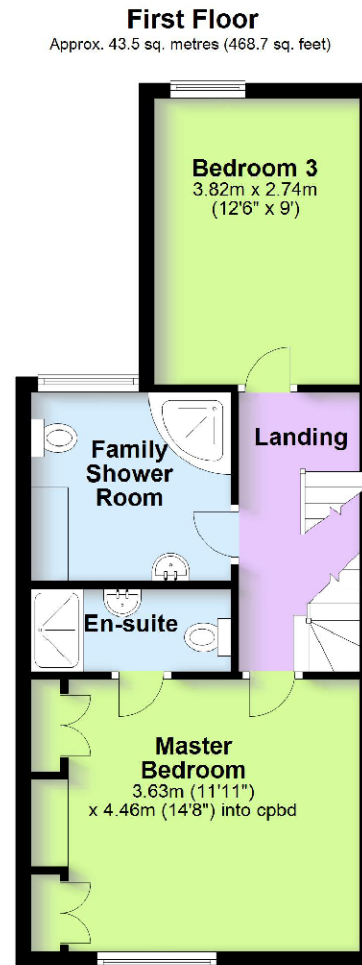 First Floor
Approx. 43.5 sq. metres (468.7 sq. feet)
Bedroom 3
3.82m x 2.74m
(12'6" x 9')
Landing
Family
Shower
Room
En-suite
Master
Bedroom
3.63m (11'11")
x 4.46m (14'8") into cpbd